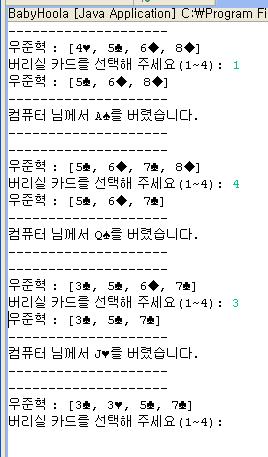 BabyHoola [Java Application] C:\Program Fi
--------------------
우준혁 : [4♥, 5♠, 6◆, 8◆]
버리실 카드를 선택해 주세요(1~4) : 1
우준혁 : [5♠, 6◆, 8◆]
--------------------
컴퓨터 님께서 A♠를 버렸습니다.
--------------------
--------------------
우준혁 : [5♠, 6◆, 7♠, 8◆]
버리실 카드를 선택해 주세요(1~4) : 4
우준혁 : [5♠, 6◆, 7♠]
--------------------
컴퓨터 님께서 Q♠를 버렸습니다.
--------------------
--------------------
우준혁 : [3♣, 5♠, 6◆, 7♠]
버리실 카드를 선택해 주세요(1~4) : 3
우준혁 : [3♣, 5♠, 7♠]
--------------------
컴퓨터 님께서 J♥를 버렸습니다.
--------------------
--------------------
우준혁 : [3♣, 3♥, 5♠, 7♠]
버리실 카드를 선택해 주세요(1~4) :